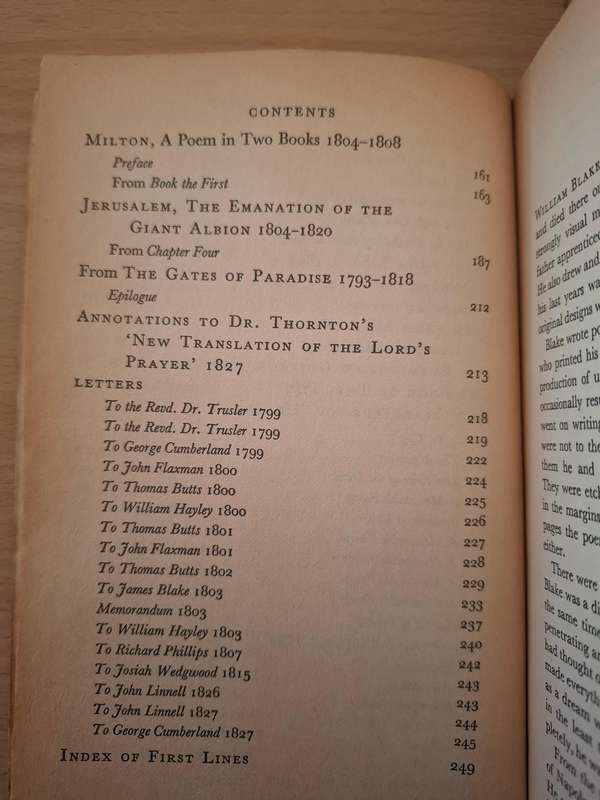 CONTENTS
MILTON, A POEM IN TWO BOOKS 1804–1808
Preface 161
From Book the First 163
JERUSALEM, THE EMANATION OF THE
GIANT ALBION 1804–1820
From Chapter Four 187
From THE GATES OF PARADISE 1793–1818
Epilogue 212
ANNOTATIONS TO DR. THORNTON'S
'NEW TRANSLATION OF THE LORD'S
PRAYER' 1827 213
LETTERS
To the Revd. Dr. Trusler 1799 218
To the Revd. Dr. Trusler 1799 219
To George Cumberland 1799 222
To John Flaxman 1800 224
To Thomas Butts 1800 225
To William Hayley 1800 226
To Thomas Butts 1801 227
To John Flaxman 1801 228
To Thomas Butts 1802 229
To James Blake 1803 233
Memorandum 1803 237
To William Hayley 1803 240
To Richard Phillips 1807 242
To Josiah Wedgwood 1815 243
To John Linnell 1826 243
To John Linnell 1827 244
To George Cumberland 1827 245
INDEX OF FIRST LINES 249
WILLIAM BLAKE
and died there
strongly visual
father apprenticed
He also drew and
his last years
original designs
Blake wrote
who printed his
production of
occasionally
went on writing
were not to the
them he and
They were
in the margins
pages the
either.
There were
Blake was a
the same
penetrating
had thought
made
as a dream
in the least
pletely, he
From the
of
He